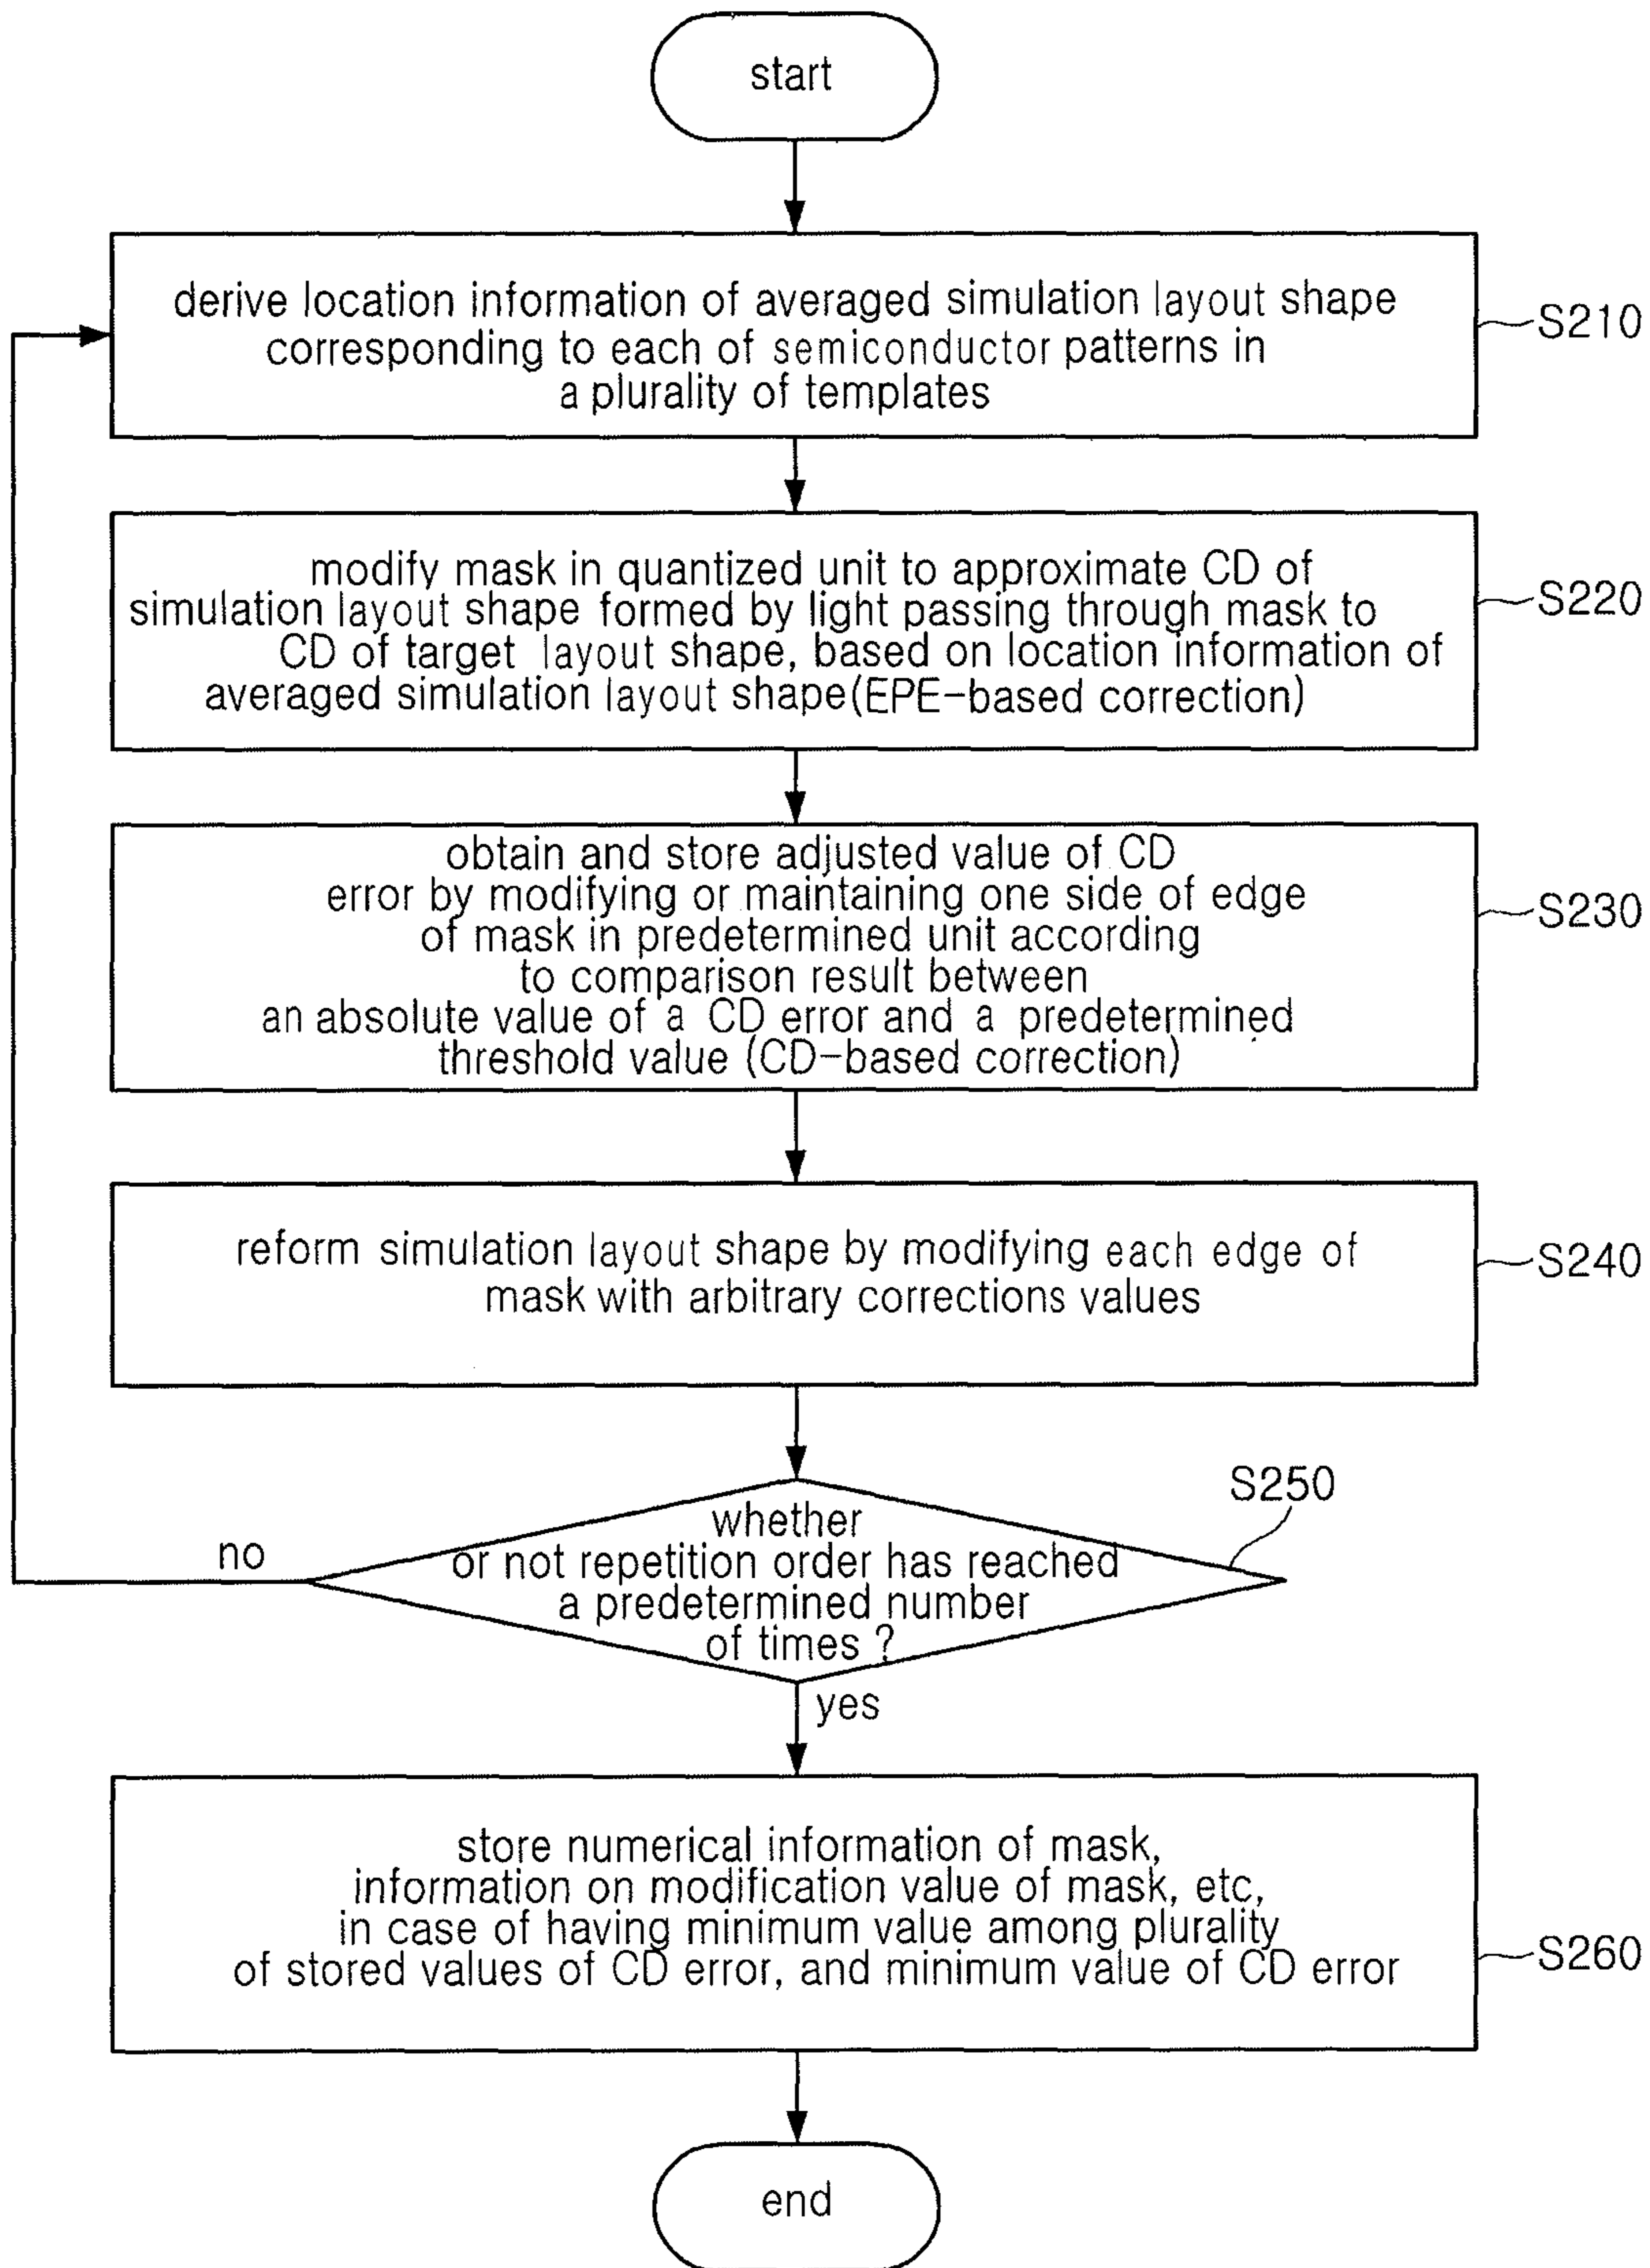 start
derive location information of averaged simulation layout shape
corresponding to each of semiconductor patterns in
a plurality of templates
S210
modify mask in quantized unit to approximate CD of
simulation layout shape formed by light passing through mask to
CD of target layout shape, based on location information of
averaged simulation layout shape(EPE-based correction)
S220
obtain and store adjusted value of CD
error by modifying or maintaining one side of edge
of mask in predetermined unit according
to comparison result between
an absolute value of a CD error and a predetermined
threshold value (CD-based correction)
S230
reform simulation layout shape by modifying each edge of
mask with arbitrary corrections values
S240
S250
whether
or not repetition order has reached
a predetermined number
of times ?
no
yes
store numerical information of mask,
information on modification value of mask, etc,
in case of having minimum value among plurality
of stored values of CD error, and minimum value of CD error
S260
end